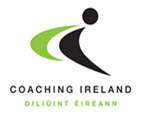 COACHING IRELAND
OILIÚINT ÉIREANN